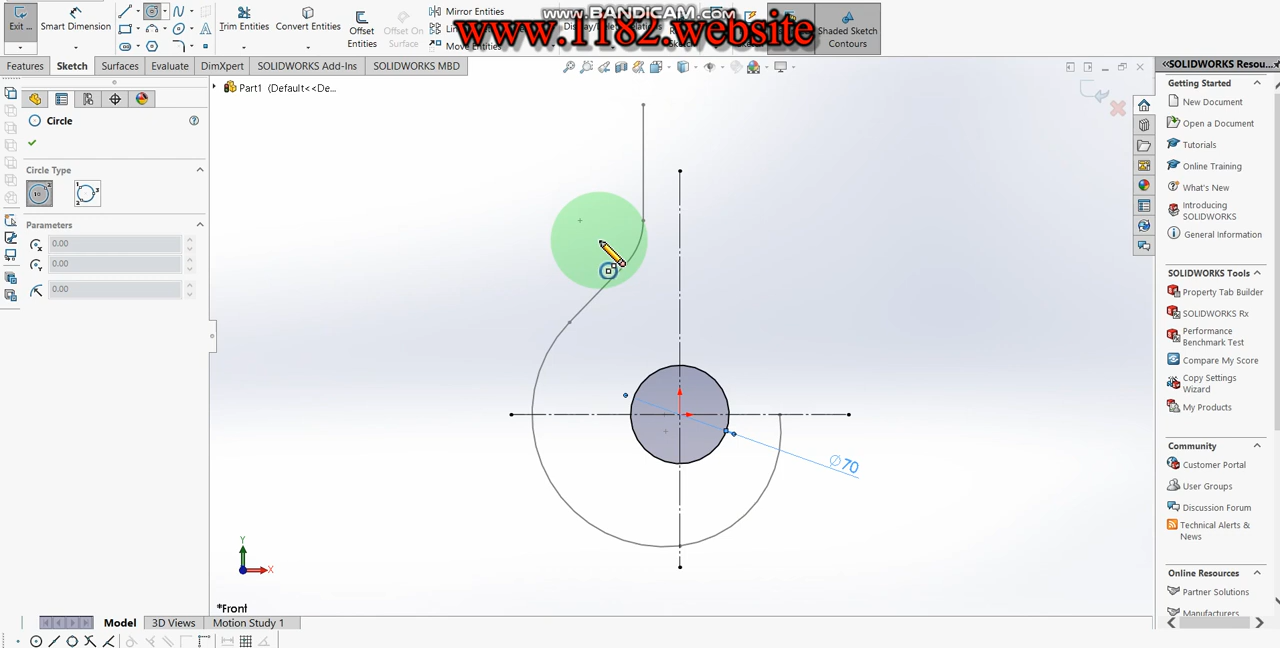 www.BANDICAM.com
www.1182.website
Exit ...
Smart Dimension
Trim Entities
Convert Entities
Offset
Entities
Offset On
Surface
Mirror Entities
Move Entities
Shaded Sketch
Contours
Features
Sketch
Surfaces
Evaluate
DimXpert
SOLIDWORKS Add-Ins
SOLIDWORKS MBD
Part1 (Default<<De...
Circle
Circle Type
Parameters
0.00
0.00
0.00
∅70
Y
X
*Front
Model
3D Views
Motion Study 1
SOLIDWORKS Resou...
Getting Started
New Document
Open a Document
Tutorials
Online Training
What's New
Introducing
SOLIDWORKS
General Information
SOLIDWORKS Tools
Property Tab Builder
SOLIDWORKS Rx
Performance
Benchmark Test
Compare My Score
Copy Settings
Wizard
My Products
Community
Customer Portal
User Groups
Discussion Forum
Technical Alerts &
News
Online Resources
Partner Solutions
Manufacturers